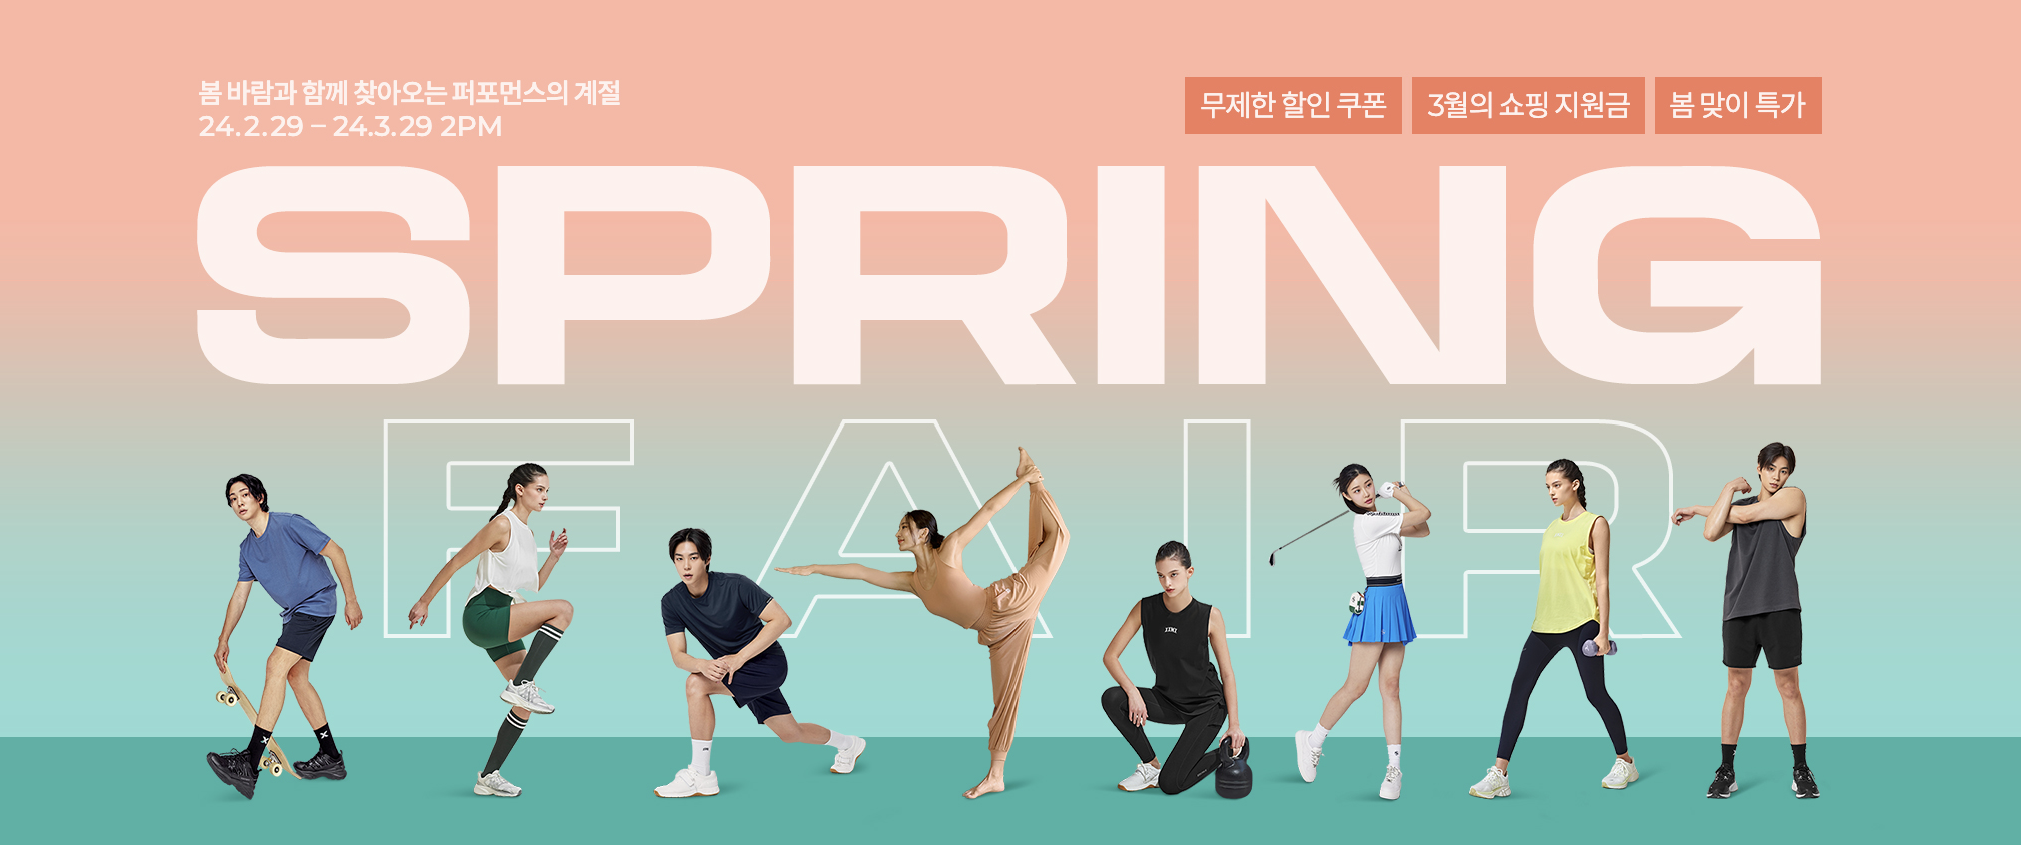 봄 바람과 함께 찾아오는 퍼포먼스의 계절
24.2.29 – 24.3.29 2PM
무제한 할인 쿠폰
3월의 쇼핑 지원금
봄 맞이 특가
SPRING
FAIR